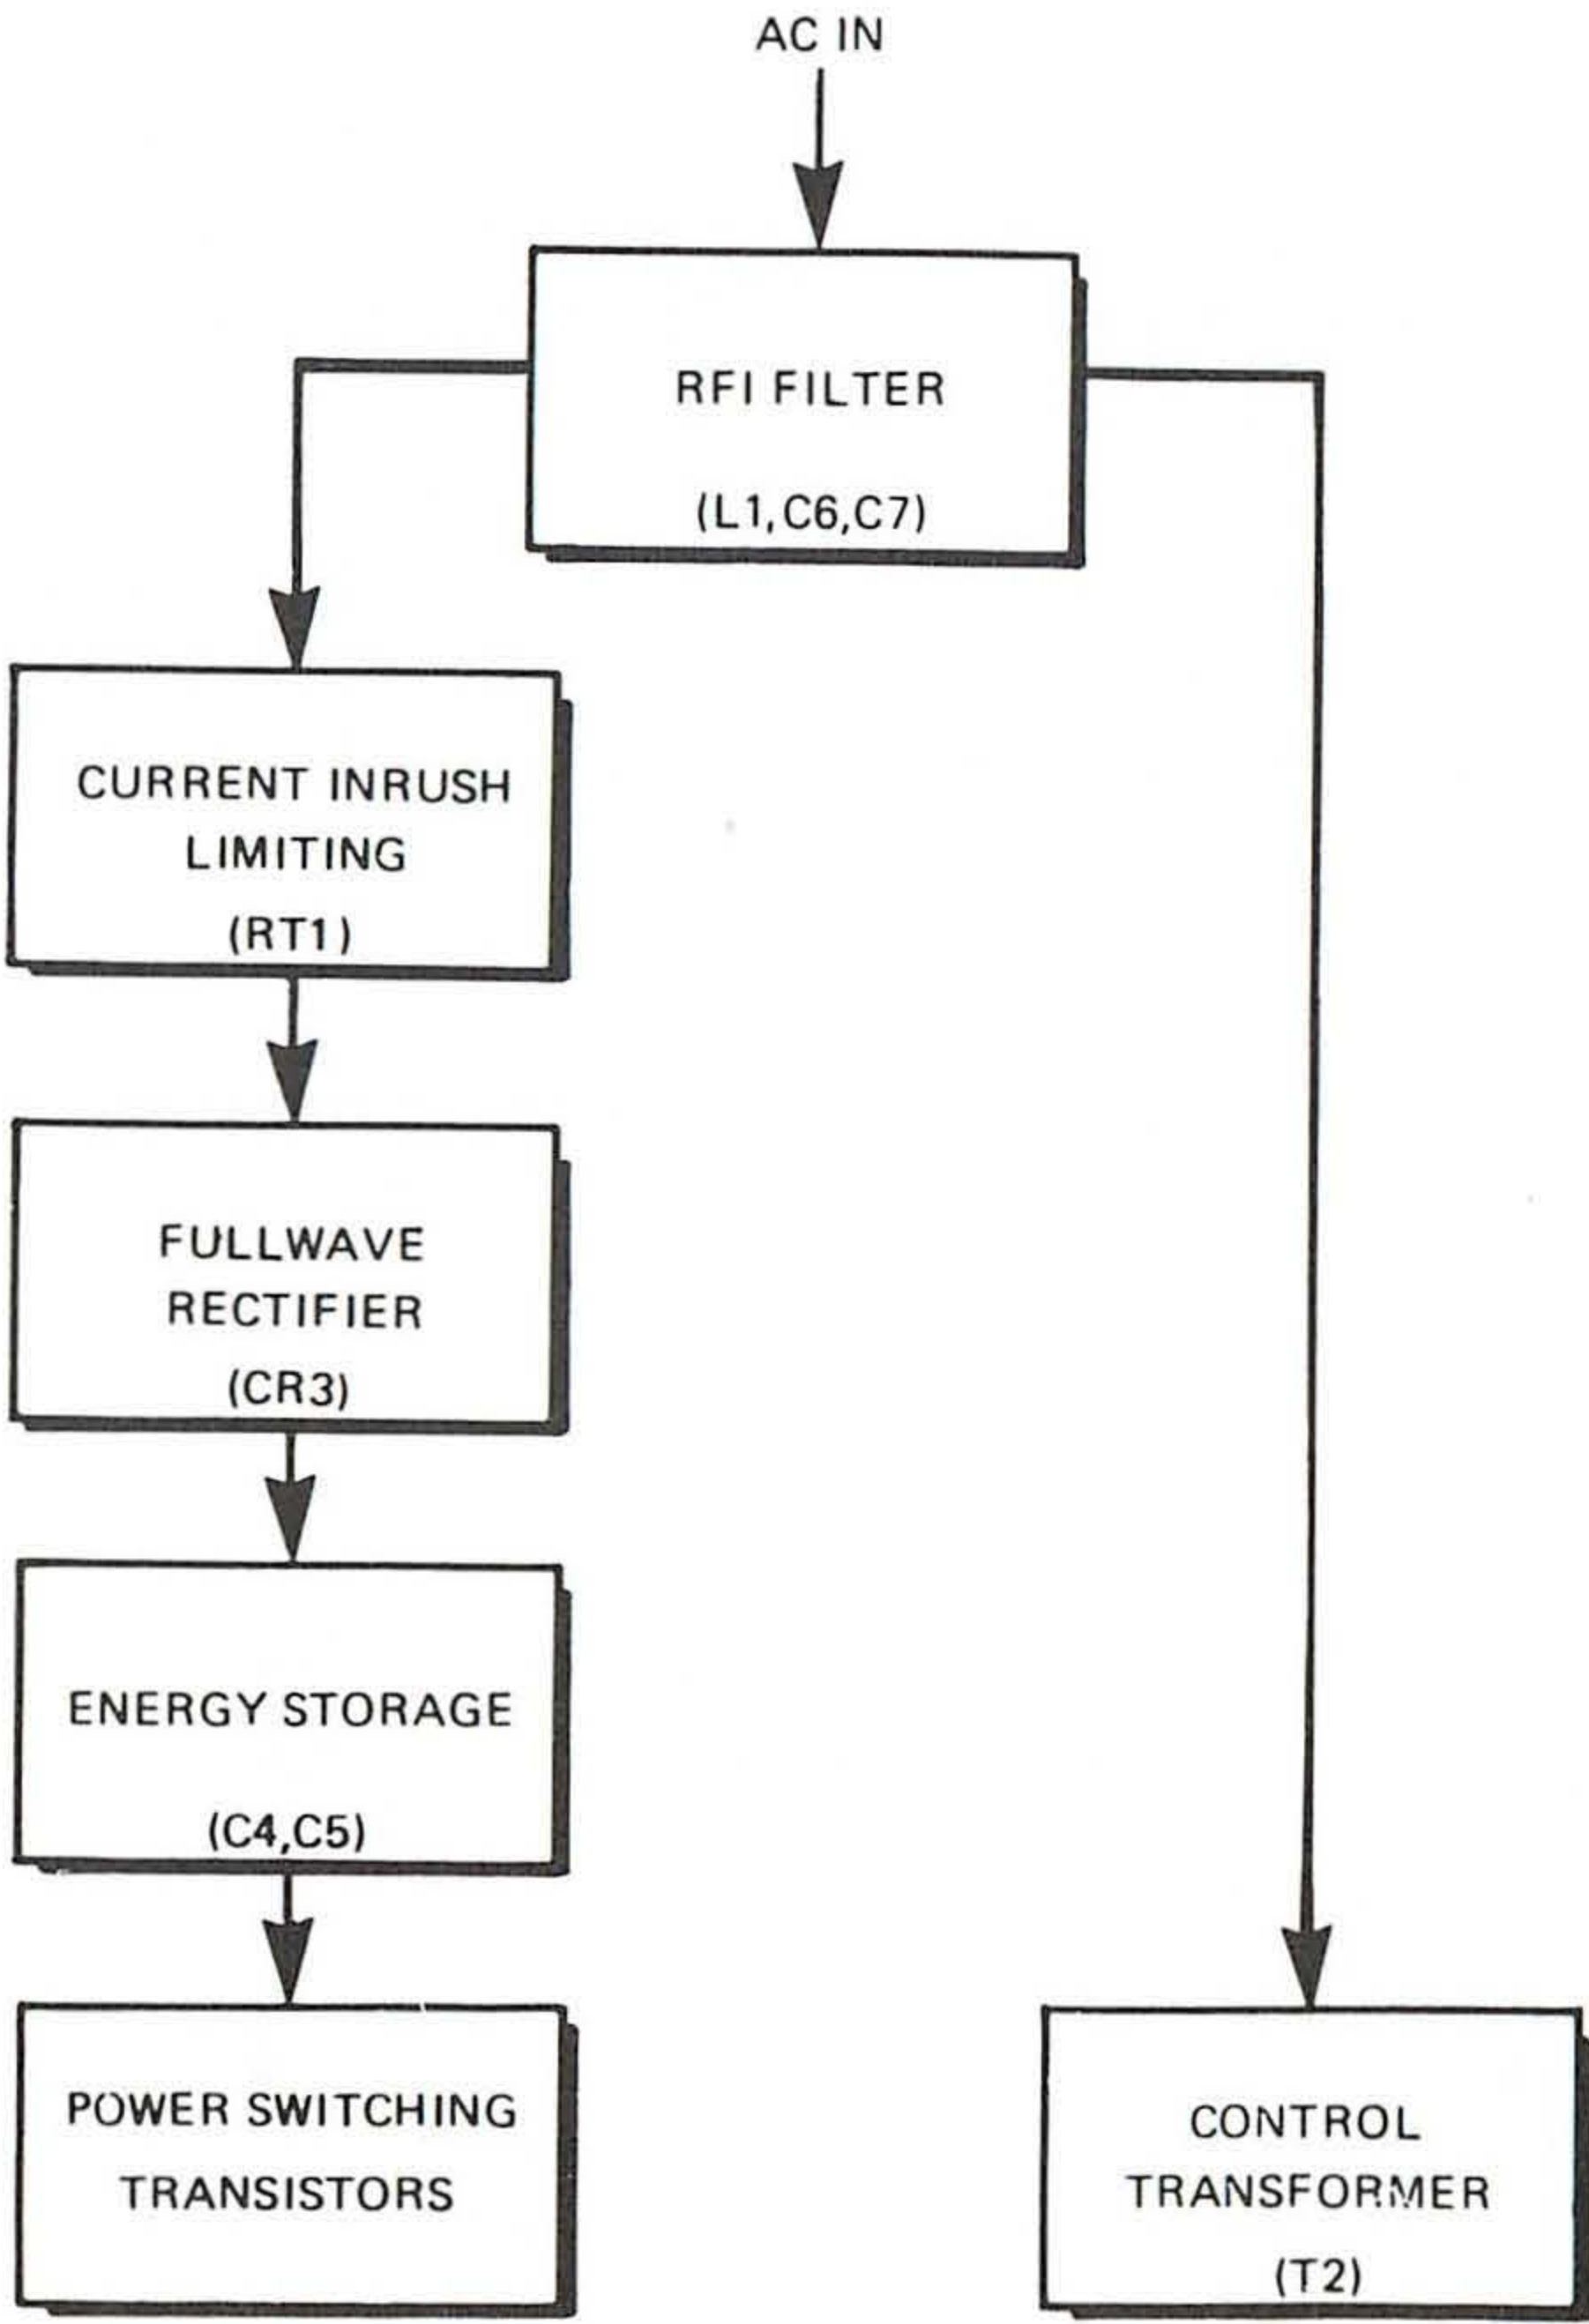 AC IN
RFI FILTER
(L1,C6,C7)
CURRENT INRUSH
LIMITING
(RT1)
FULLWAVE
RECTIFIER
(CR3)
ENERGY STORAGE
(C4,C5)
POWER SWITCHING
TRANSISTORS
CONTROL
TRANSFORMER
(T2)